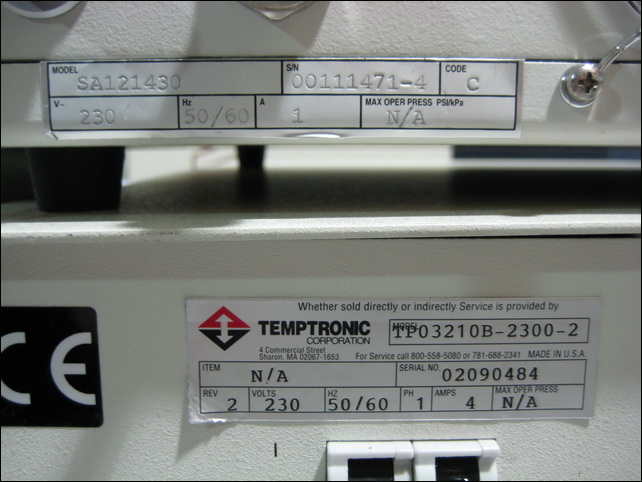 MODEL SA121430 S/N 00111471-4 CODE C
V~ 230 Hz 50/60 A 1 MAX OPER PRESS PSI/kPa N/A
Whether sold directly or indirectly Service is provided by
TEMPTRONIC CORPORATION
MODEL TP03210B-2300-2
4 Commercial Street
Sharon, MA 02067-1653 For Service call 800-558-5080 or 781-688-2341 MADE IN U.S.A.
ITEM N/A SERIAL NO. 02090484
REV 2 VOLTS 230 HZ 50/60 PH 1 AMPS 4 MAX OPER PRESS N/A
CE
I